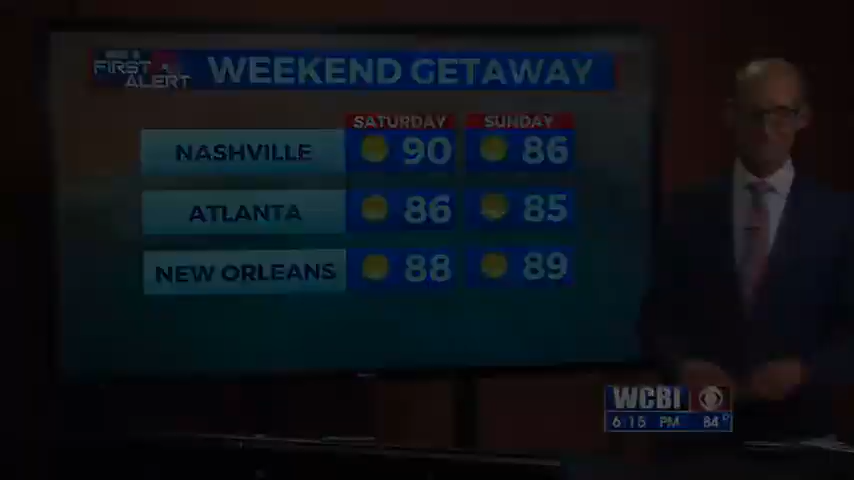 FIRST
ALERT
WEEKEND GETAWAY
SATURDAY SUNDAY
NASHVILLE 90 86
ATLANTA 86 85
NEW ORLEANS 88 89
WCBI
6:15 PM 84°